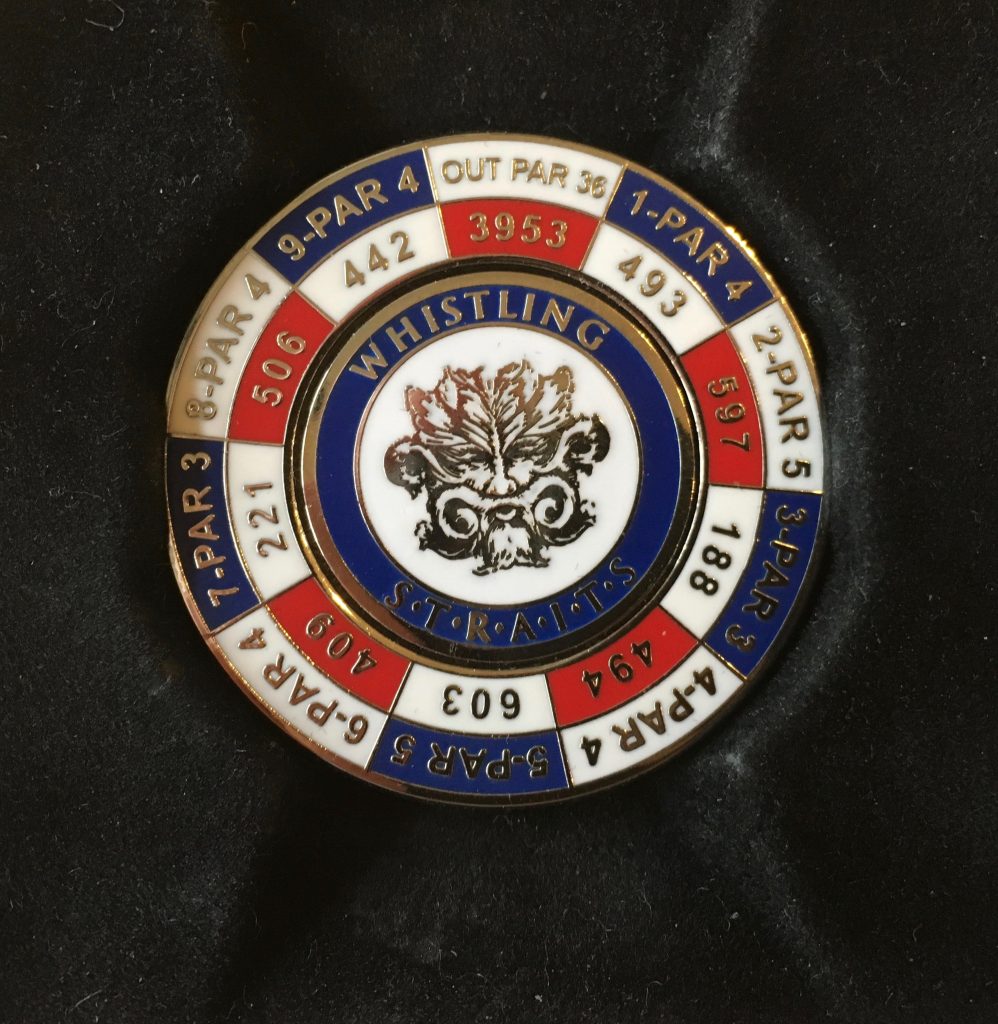 OUT PAR 36
3953
1-PAR 4
493
2-PAR 5
597
3-PAR 3
188
4-PAR 4
494
5-PAR 5
603
6-PAR 4
409
7-PAR 3
221
8-PAR 4
506
9-PAR 4
442
WHISTLING
S·T·R·A·I·T·S